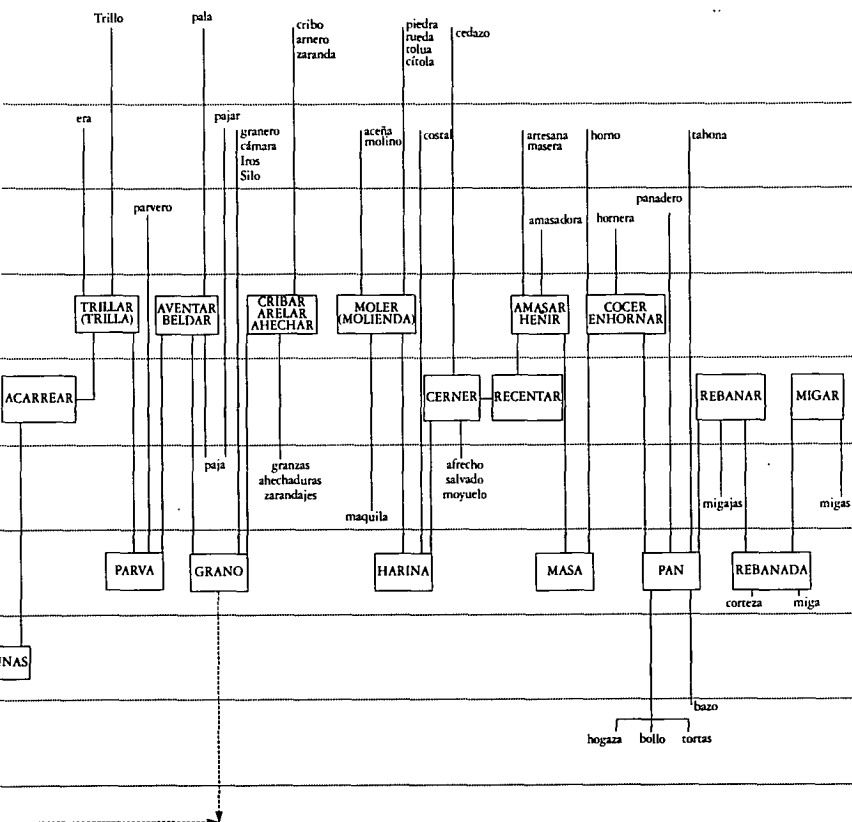 Trillo
pala
cribo
arnero
zaranda
piedra
rueda
tolua
cítola
cedazo
era
pajar
granero
cámara
Iros
Silo
aceña
molino
costal
artesana
masera
horno
tahona
parvero
amasadora
hornera
panadero
TRILLAR
(TRILLA)
AVENTAR
BELDAR
CRIBAR
ARELAR
AHECHAR
MOLER
(MOLIENDA)
AMASAR
HENIR
COCER
ENHORNAR
ACARREAR
CERNER
RECENTAR
REBANAR
MIGAR
paja
granzas
ahechaduras
zarandajes
afrecho
salvado
moyuelo
maquila
migajas
migas
PARVA
GRANO
HARINA
MASA
PAN
REBANADA
corteza
miga
NAS
bazo
hogaza
bollo
tortas